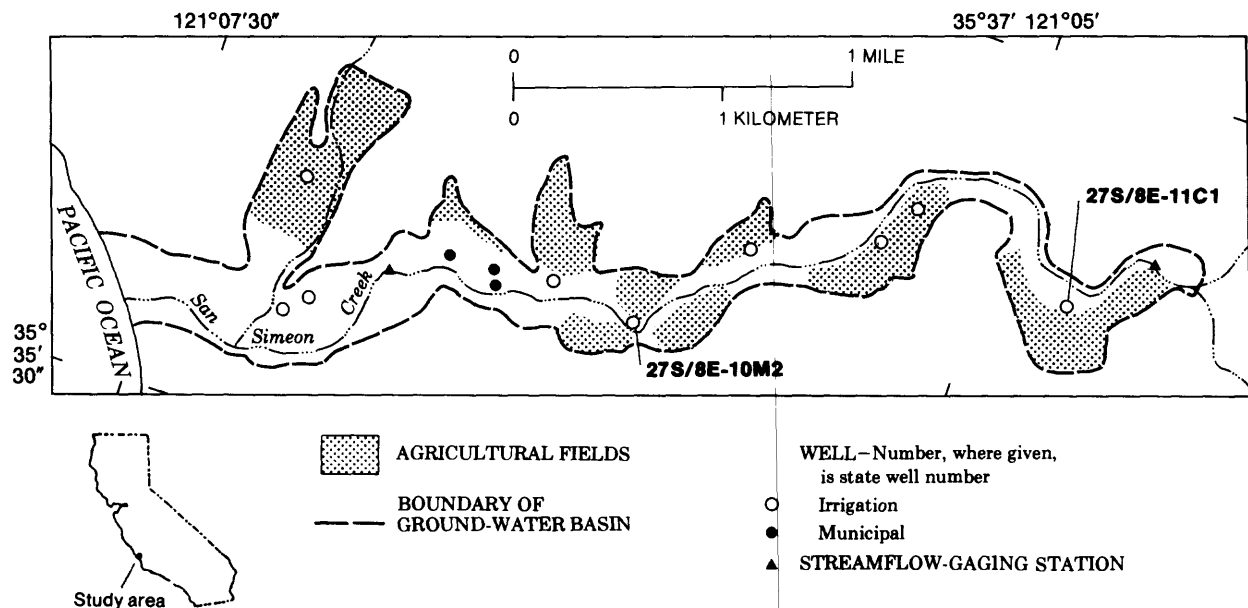 121°07'30"
35°37' 121°05'
0
1 MILE
0
1 KILOMETER
PACIFIC OCEAN
San
Simeon
Creek
27S/8E-11C1
27S/8E-10M2
35°
35'
30"
Study area
AGRICULTURAL FIELDS
BOUNDARY OF
GROUND-WATER BASIN
WELL—Number, where given,
is state well number
Irrigation
Municipal
STREAMFLOW-GAGING STATION